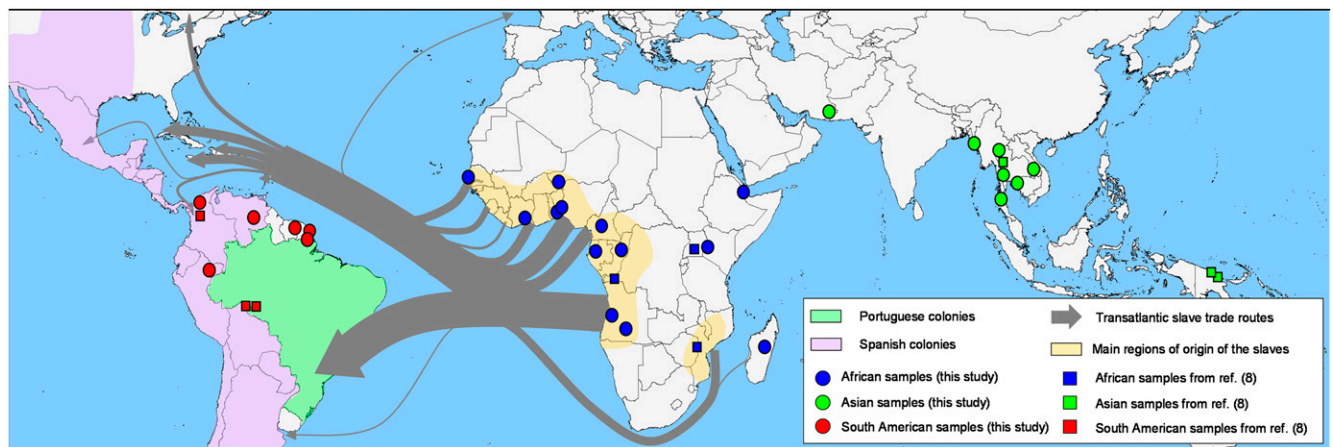 Portuguese colonies
Transatlantic slave trade routes
Spanish colonies
Main regions of origin of the slaves
African samples (this study)
African samples from ref. (8)
Asian samples (this study)
Asian samples from ref. (8)
South American samples (this study)
South American samples from ref. (8)